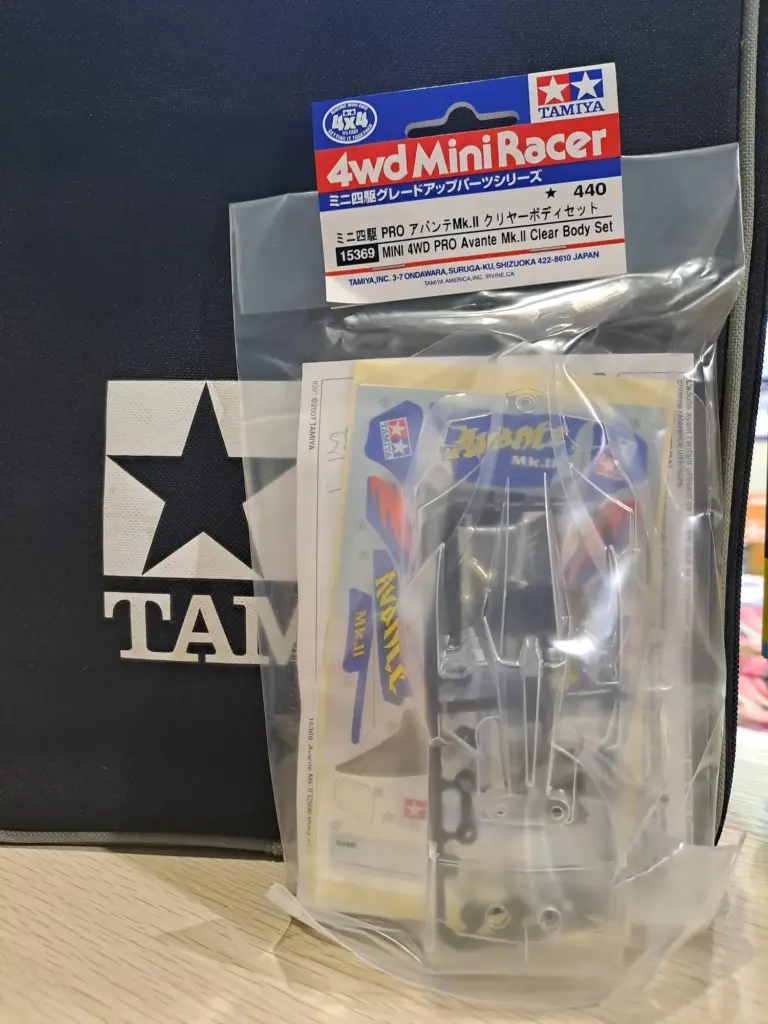 4x4
TAMIYA
4wd Mini Racer
ミニ四駆グレードアップパーツシリーズ
★ 440
ミニ四駆 PRO アバンテMk.II クリヤーボディセット
15369 MINI 4WD PRO Avante Mk.II Clear Body Set
TAMIYA, INC. 3-7 ONDAWARA, SURUGA-KU, SHIZUOKA 422-8610 JAPAN
TAMIYA AMERICA, INC. IRVINE, CA
©2007 TAMIYA
TAMIYA
Avante
Mk.II
AVANTE
Mk.II
15369 Avante Mk.II Clear
TAM